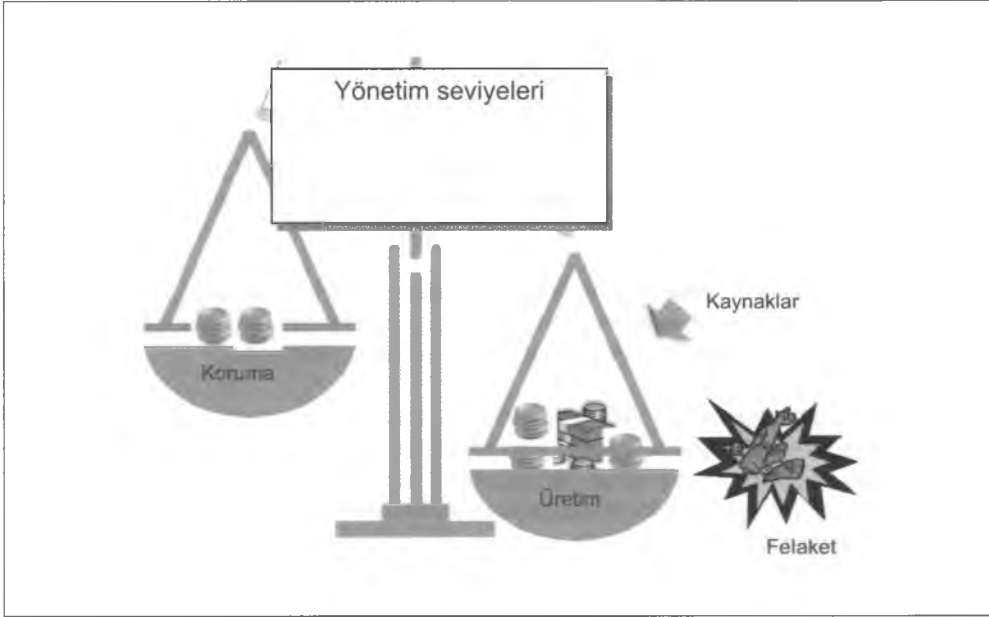 Yönetim seviyeleri
Kaynaklar
Koruma
Üretim
Felaket